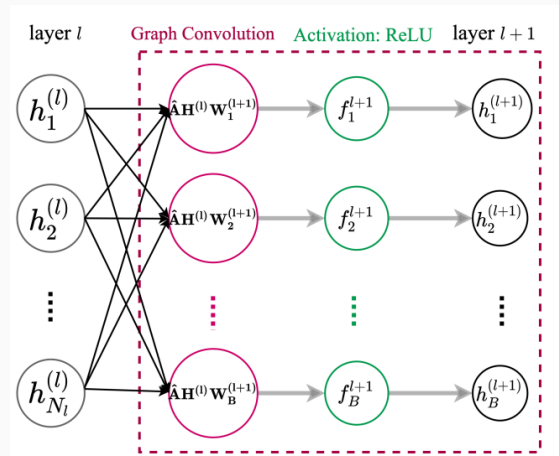 layer l Graph Convolution Activation: ReLU layer l + 1
h_1^{(l)} ÂH^{(l)}W_1^{(l+1)} f_1^{l+1} h_1^{(l+1)}
h_2^{(l)} ÂH^{(l)}W_2^{(l+1)} f_2^{l+1} h_2^{(l+1)}
h_{N_l}^{(l)} ÂH^{(l)}W_B^{(l+1)} f_B^{l+1} h_B^{(l+1)}